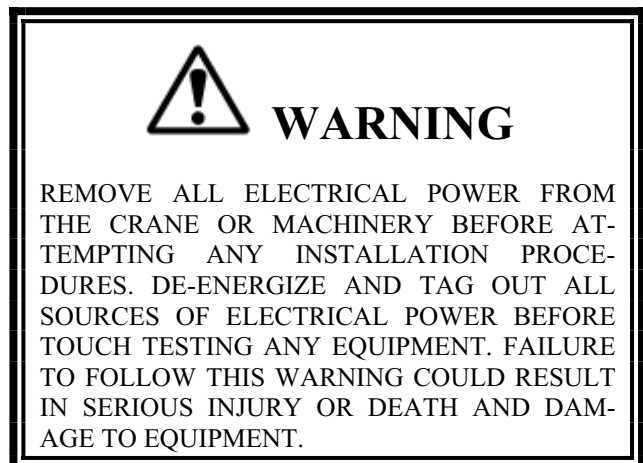 WARNING
REMOVE ALL ELECTRICAL POWER FROM
THE CRANE OR MACHINERY BEFORE AT-
TEMPTING ANY INSTALLATION PROCE-
DURES. DE-ENERGIZE AND TAG OUT ALL
SOURCES OF ELECTRICAL POWER BEFORE
TOUCH TESTING ANY EQUIPMENT. FAILURE
TO FOLLOW THIS WARNING COULD RESULT
IN SERIOUS INJURY OR DEATH AND DAM-
AGE TO EQUIPMENT.